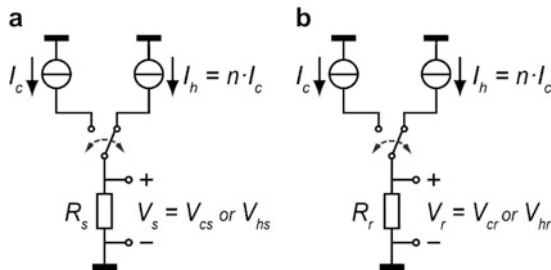 a b
I_c I_h = n·I_c I_c I_h = n·I_c
+ +
R_s V_s = V_cs or V_hs R_r V_r = V_cr or V_hr
− −